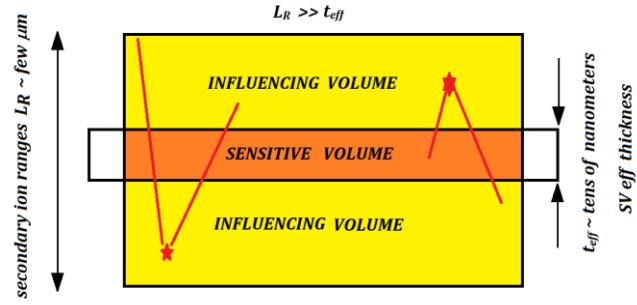 L_R >> t_eff
secondary ion ranges L_R ~ few μm
INFLUENCING VOLUME
SENSITIVE VOLUME
INFLUENCING VOLUME
t_eff ~ tens of nanometers
SV eff thickness